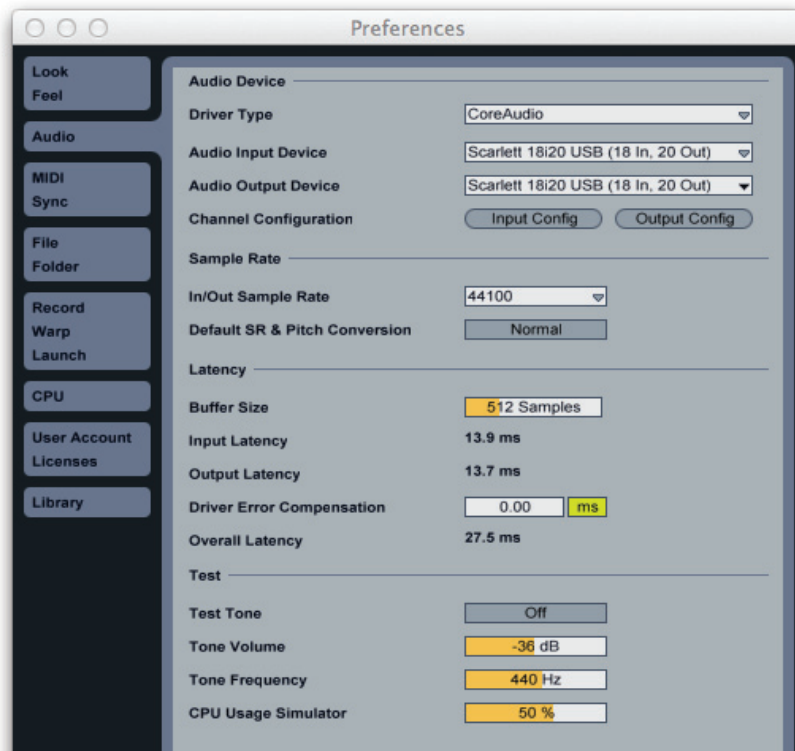 Preferences
Look
Feel
Audio
MIDI
Sync
File
Folder
Record
Warp
Launch
CPU
User Account
Licenses
Library
Audio Device
Driver Type CoreAudio
Audio Input Device Scarlett 18i20 USB (18 In, 20 Out)
Audio Output Device Scarlett 18i20 USB (18 In, 20 Out)
Channel Configuration Input Config Output Config
Sample Rate
In/Out Sample Rate 44100
Default SR & Pitch Conversion Normal
Latency
Buffer Size 512 Samples
Input Latency 13.9 ms
Output Latency 13.7 ms
Driver Error Compensation 0.00 ms
Overall Latency 27.5 ms
Test
Test Tone Off
Tone Volume -36 dB
Tone Frequency 440 Hz
CPU Usage Simulator 50 %